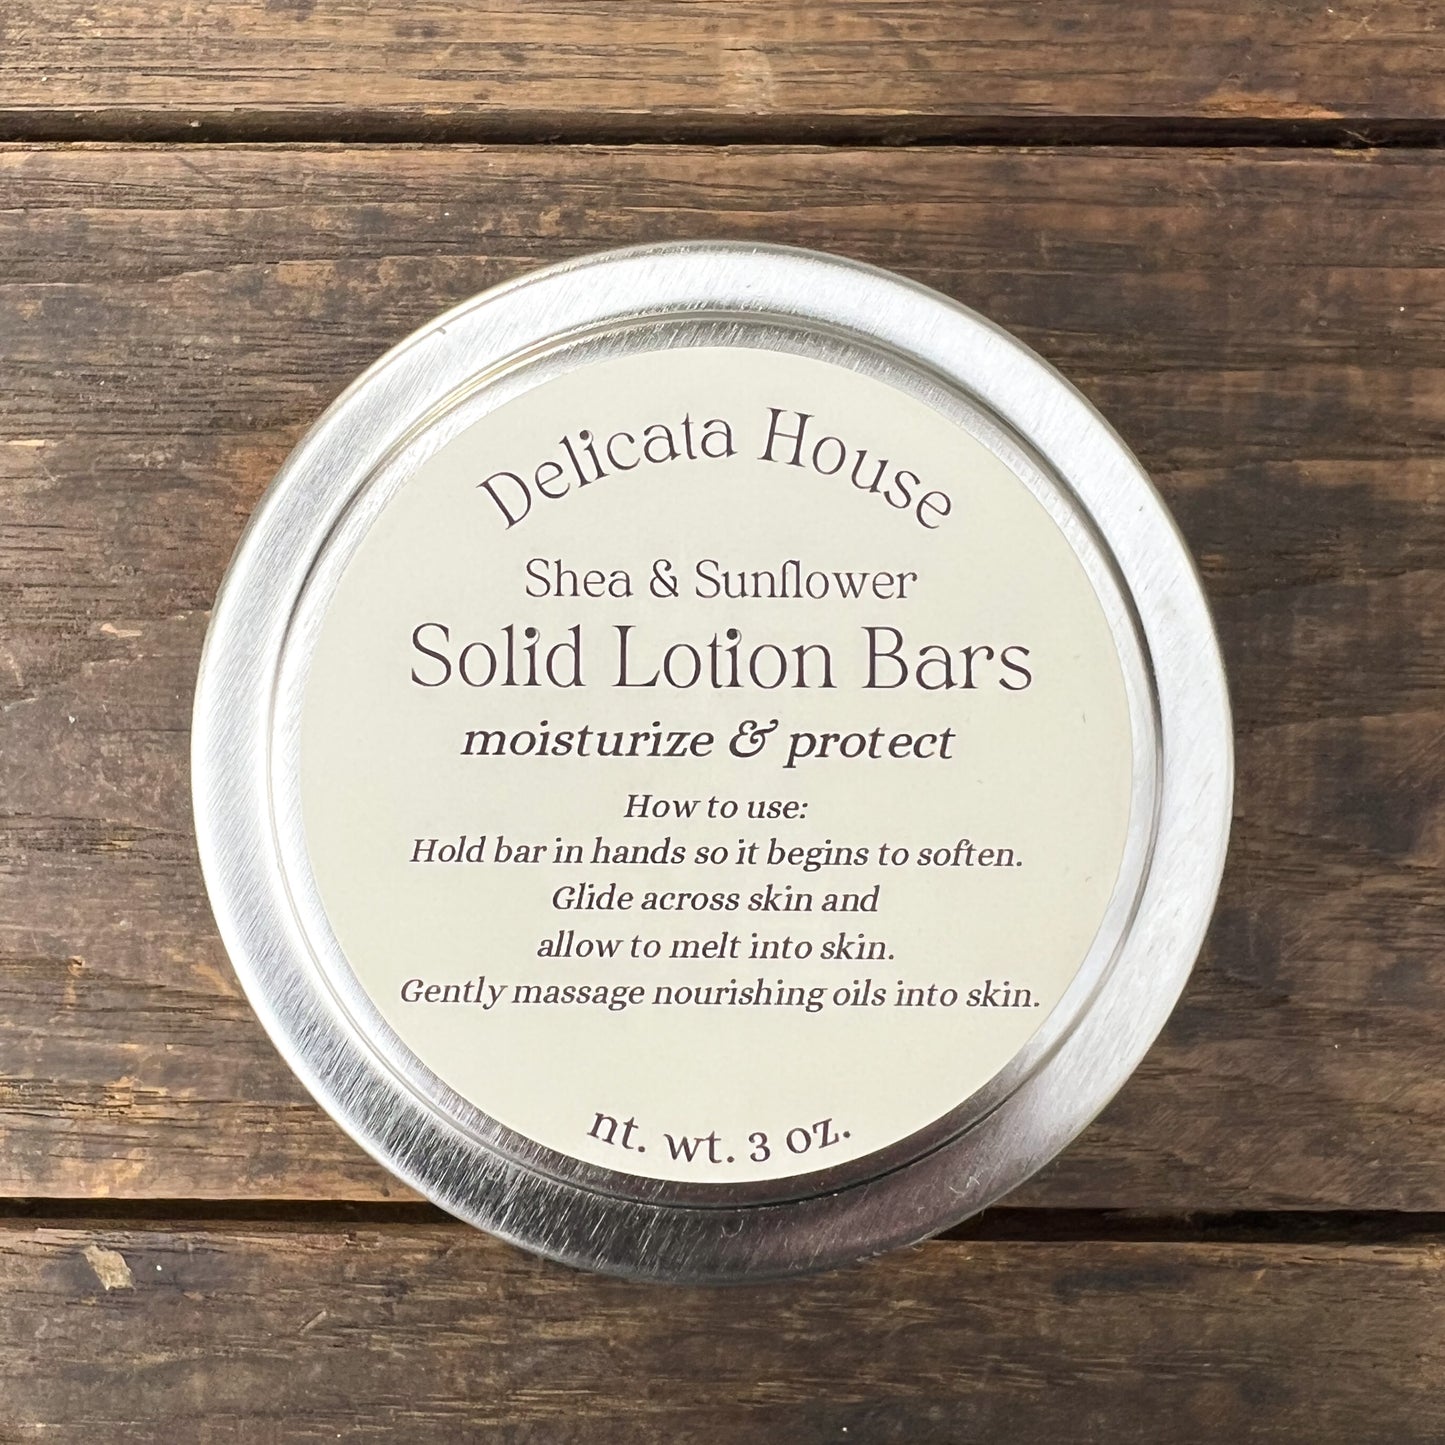 Delicata House
Shea & Sunflower
Solid Lotion Bars
moisturize & protect
How to use:
Hold bar in hands so it begins to soften.
Glide across skin and
allow to melt into skin.
Gently massage nourishing oils into skin.
nt. wt. 3 oz.